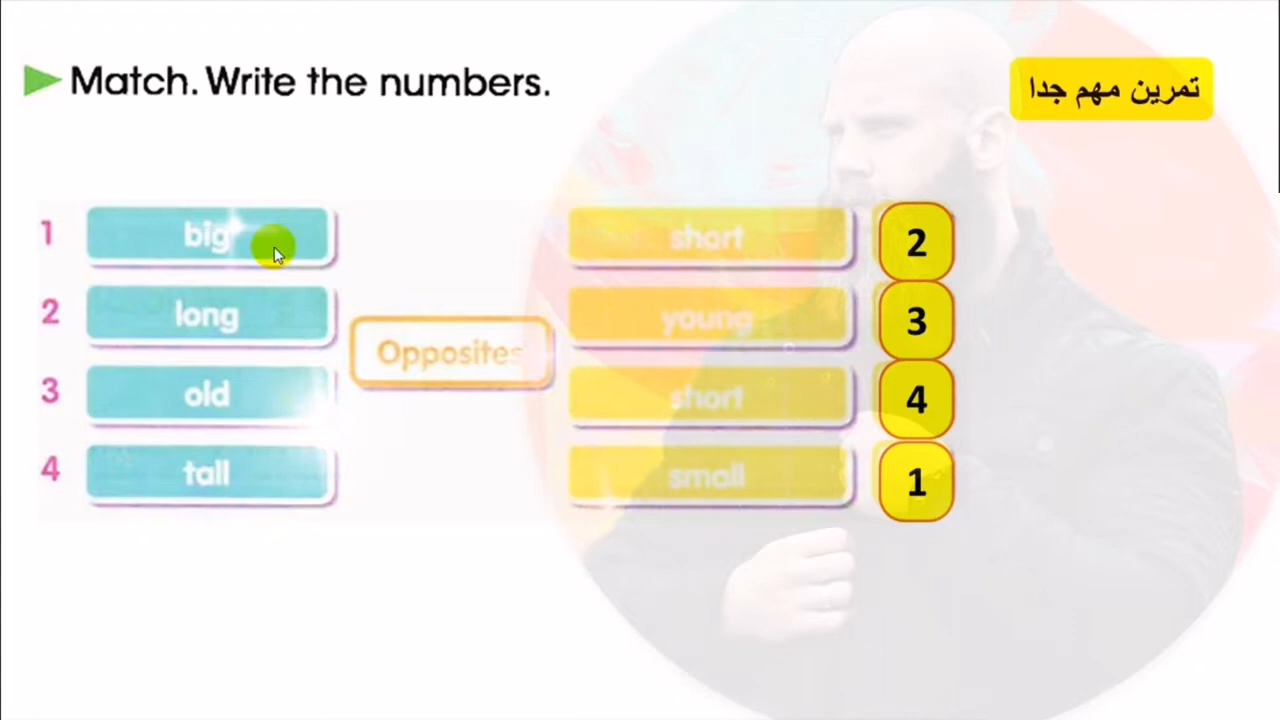 Match. Write the numbers.
تمرين مهم جدا
1 big short 2
2 long young 3
Opposites
3 old short 4
4 tall small 1